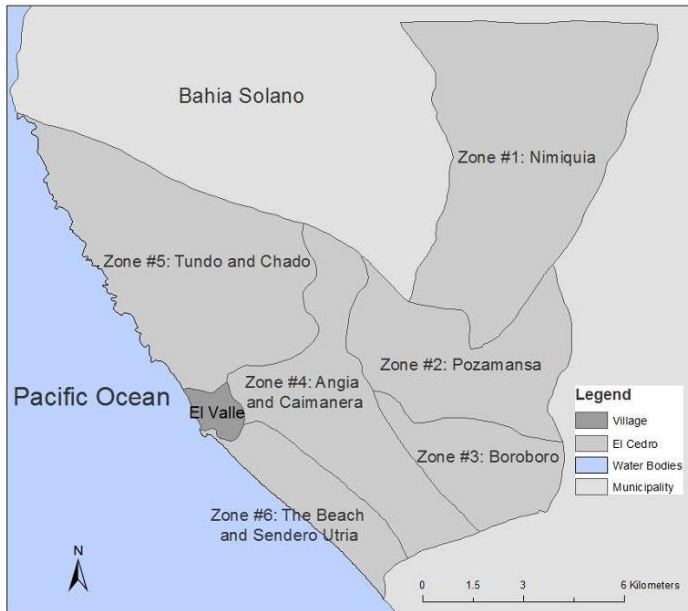 Bahia Solano
Zone #1: Nimiquia
Zone #5: Tundo and Chado
Zone #2: Pozamansa
Zone #4: Angia
and Caimanera
Pacific Ocean
El Valle
Zone #3: Boroboro
Zone #6: The Beach
and Sendero Utria
Legend
Village
El Cedro
Water Bodies
Municipality
N
0 1.5 3 6 Kilometers